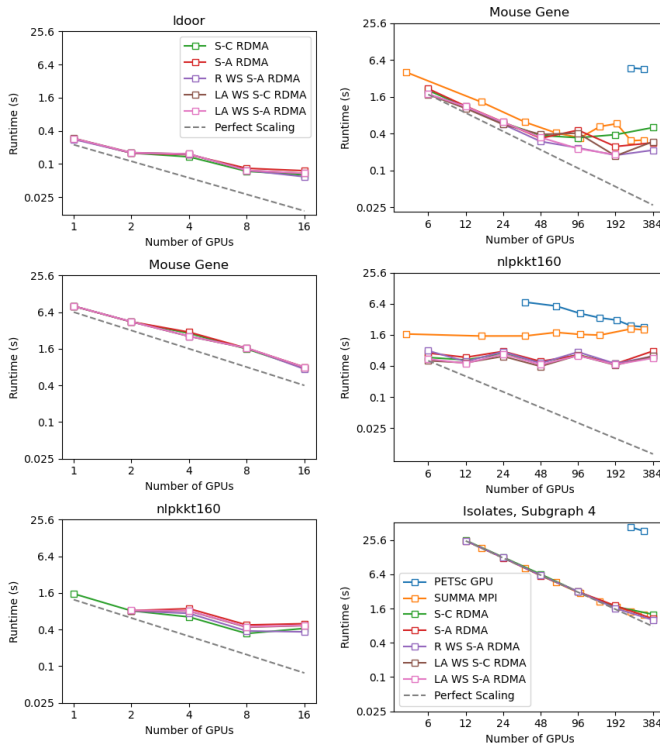 ldoor
25.6
6.4
1.6
0.4
0.1
0.025
Runtime (s)
S-C RDMA
S-A RDMA
R WS S-A RDMA
LA WS S-C RDMA
LA WS S-A RDMA
Perfect Scaling
1 2 4 8 16
Number of GPUs
Mouse Gene
25.6
6.4
1.6
0.4
0.1
0.025
Runtime (s)
6 12 24 48 96 192 384
Number of GPUs
Mouse Gene
25.6
6.4
1.6
0.4
0.1
0.025
Runtime (s)
1 2 4 8 16
Number of GPUs
nlpkkt160
25.6
6.4
1.6
0.4
0.1
0.025
Runtime (s)
6 12 24 48 96 192 384
Number of GPUs
nlpkkt160
25.6
6.4
1.6
0.4
0.1
0.025
Runtime (s)
1 2 4 8 16
Number of GPUs
Isolates, Subgraph 4
25.6
6.4
1.6
0.4
0.1
0.025
Runtime (s)
PETSc GPU
SUMMA MPI
S-C RDMA
S-A RDMA
R WS S-A RDMA
LA WS S-C RDMA
LA WS S-A RDMA
Perfect Scaling
6 12 24 48 96 192 384
Number of GPUs